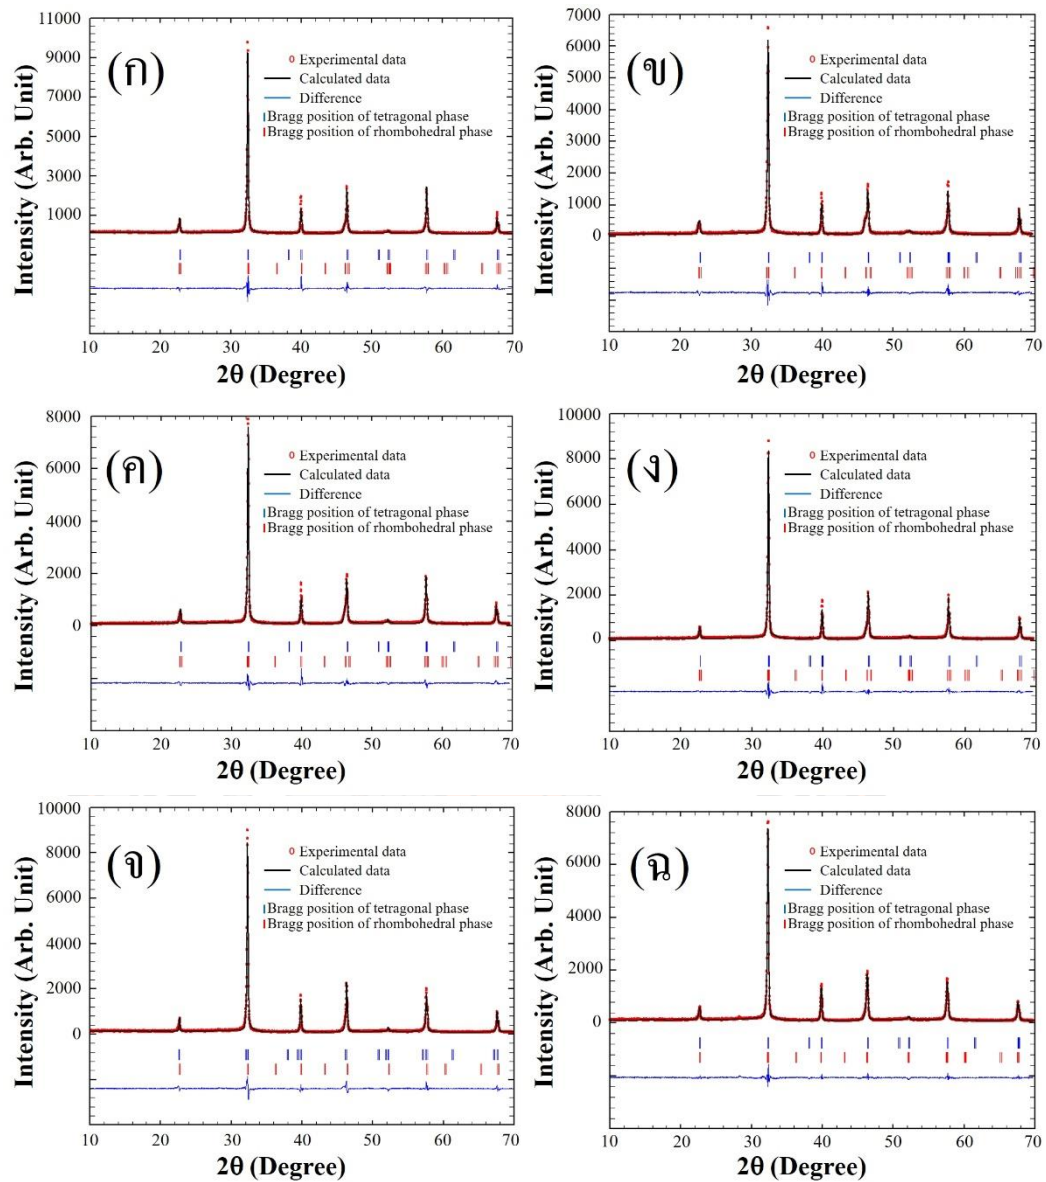 (ก)
Intensity (Arb. Unit)
11000
9000
7000
5000
3000
1000
Experimental data
Calculated data
Difference
Bragg position of tetragonal phase
Bragg position of rhombohedral phase
10 20 30 40 50 60 70
2θ (Degree)
(ข)
Intensity (Arb. Unit)
7000
6000
5000
4000
3000
2000
1000
0
Experimental data
Calculated data
Difference
Bragg position of tetragonal phase
Bragg position of rhombohedral phase
10 20 30 40 50 60 70
2θ (Degree)
(ค)
Intensity (Arb. Unit)
8000
6000
4000
2000
0
Experimental data
Calculated data
Difference
Bragg position of tetragonal phase
Bragg position of rhombohedral phase
10 20 30 40 50 60 70
2θ (Degree)
(ง)
Intensity (Arb. Unit)
10000
8000
6000
4000
2000
0
Experimental data
Calculated data
Difference
Bragg position of tetragonal phase
Bragg position of rhombohedral phase
10 20 30 40 50 60 70
2θ (Degree)
(จ)
Intensity (Arb. Unit)
10000
8000
6000
4000
2000
0
Experimental data
Calculated data
Difference
Bragg position of tetragonal phase
Bragg position of rhombohedral phase
10 20 30 40 50 60 70
2θ (Degree)
(ฉ)
Intensity (Arb. Unit)
8000
6000
4000
2000
0
Experimental data
Calculated data
Difference
Bragg position of tetragonal phase
Bragg position of rhombohedral phase
10 20 30 40 50 60 70
2θ (Degree)